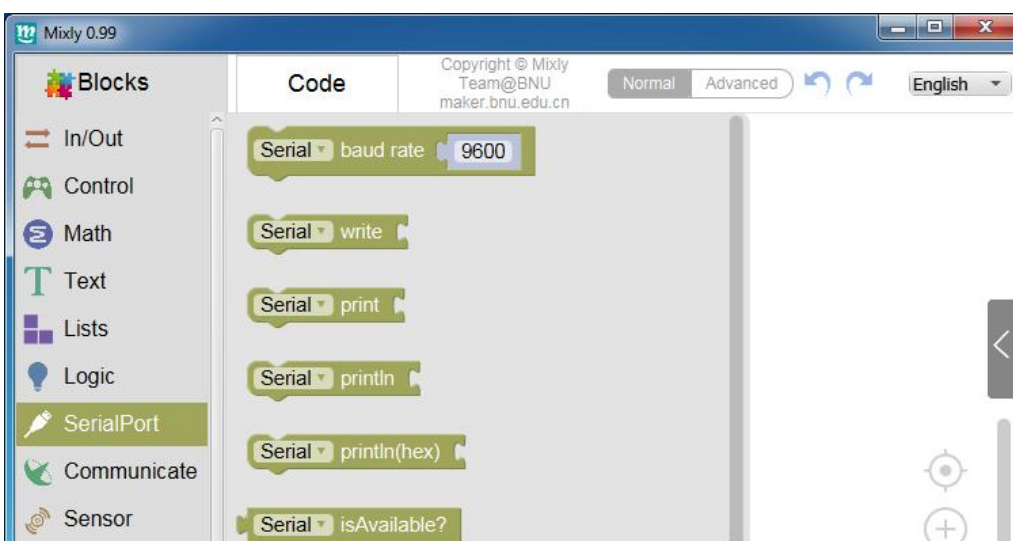 Mixly 0.99
Blocks
Code
Copyright © Mixly
Team@BNU
maker.bnu.edu.cn
Normal Advanced
English
In/Out
Control
Math
Text
Lists
Logic
SerialPort
Communicate
Sensor
Serial baud rate 9600
Serial write
Serial print
Serial println
Serial println(hex)
Serial isAvailable?